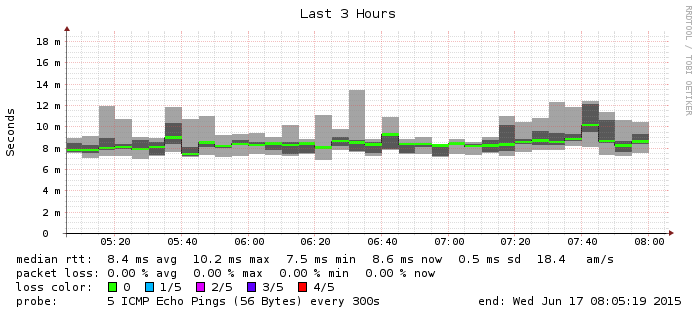 Last 3 Hours
RRDTOOL / TOBI OETIKER
Seconds
18 m
16 m
14 m
12 m
10 m
8 m
6 m
4 m
2 m
0
05:20 05:40 06:00 06:20 06:40 07:00 07:20 07:40 08:00
median rtt: 8.4 ms avg 10.2 ms max 7.5 ms min 8.6 ms now 0.5 ms sd 18.4 am/s
packet loss: 0.00 % avg 0.00 % max 0.00 % min 0.00 % now
loss color: 0 1/5 2/5 3/5 4/5
probe: 5 ICMP Echo Pings (56 Bytes) every 300s end: Wed Jun 17 08:05:19 2015